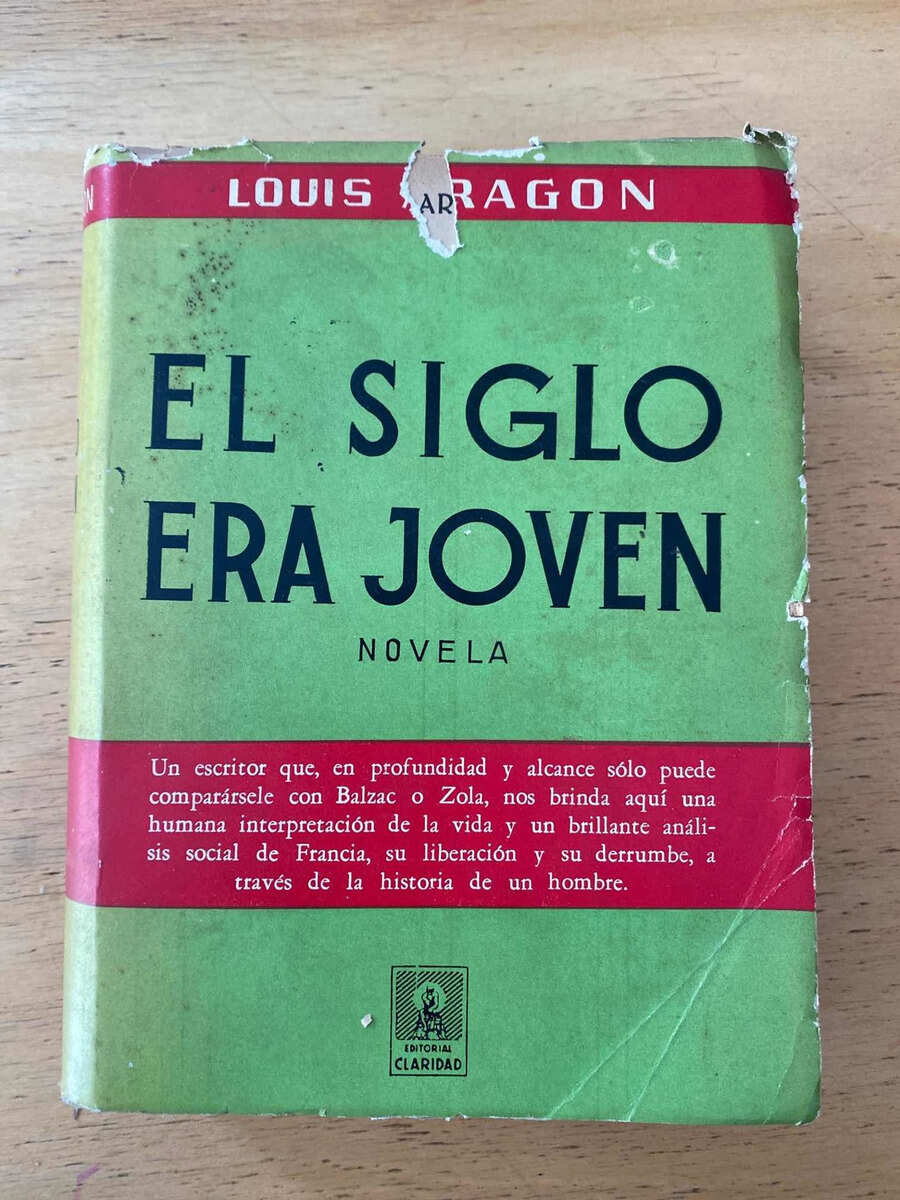 LOUIS ARAGON
EL SIGLO
ERA JOVEN
NOVELA
Un escritor que, en profundidad y alcance sólo puede
comparársele con Balzac o Zola, nos brinda aquí una
humana interpretación de la vida y un brillante análi-
sis social de Francia, su liberación y su derrumbe, a
través de la historia de un hombre.
EDITORIAL
CLARIDAD